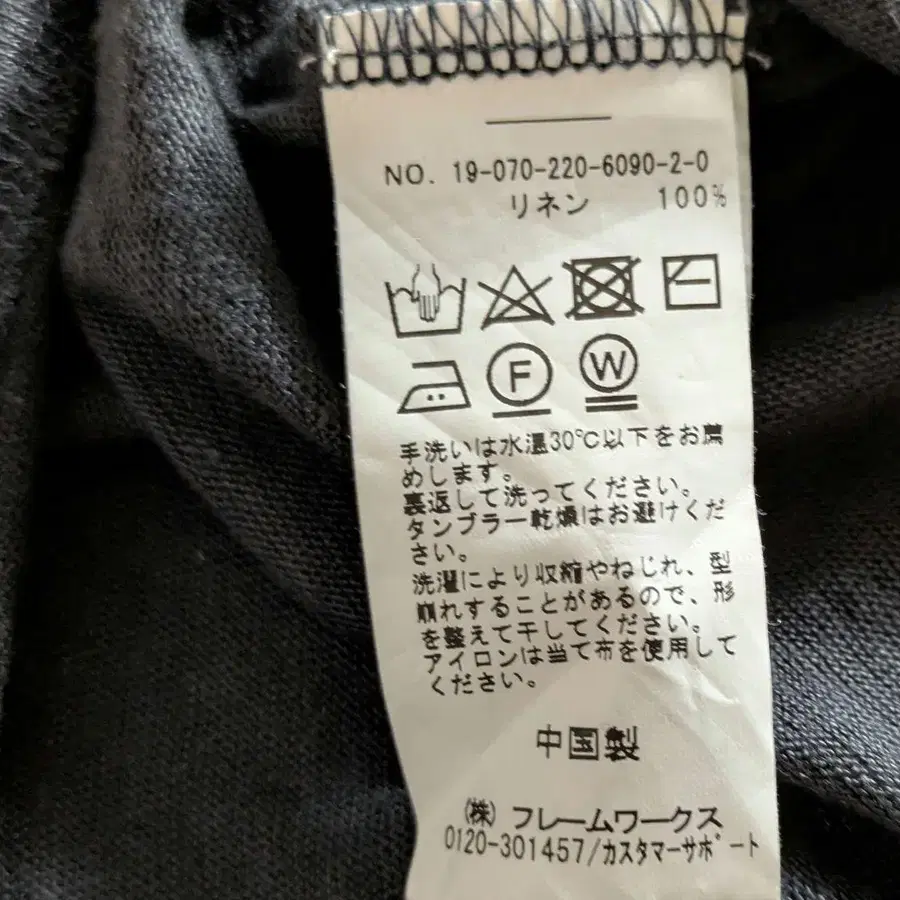 NO. 19-070-220-6090-2-0
リネン 100%
F
W
手洗いは水温30℃以下をお薦
めします。
裏返して洗ってください。
タンブラー乾燥はお避けくだ
さい。
洗濯により収縮やねじれ、型
崩れすることがあるので、形
を整えて干してください。
アイロンは当て布を使用して
ください。
中国製
(株) フレームワークス
0120-301457/カスタマーサポート